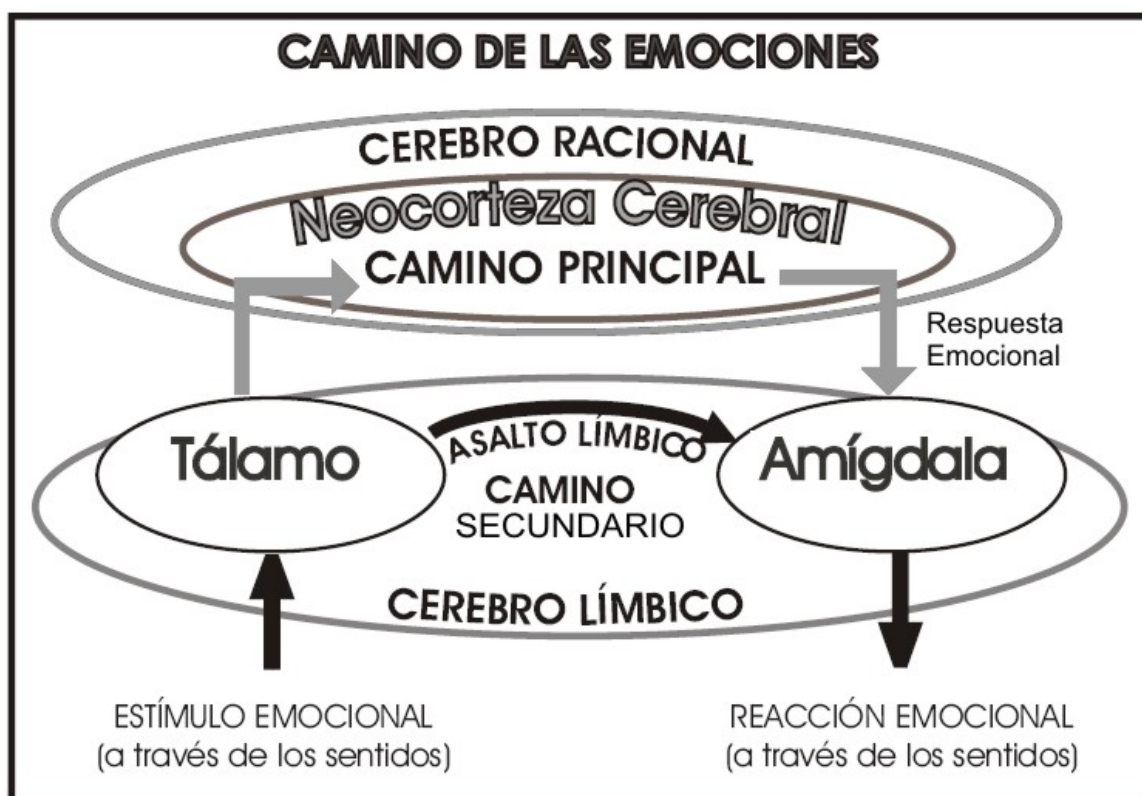 CAMINO DE LAS EMOCIONES
CEREBRO RACIONAL
Neocorteza Cerebral
CAMINO PRINCIPAL
Respuesta
Emocional
Tálamo
ASALTO LÍMBICO
Amígdala
CAMINO
SECUNDARIO
CEREBRO LÍMBICO
ESTÍMULO EMOCIONAL
(a través de los sentidos)
REACCIÓN EMOCIONAL
(a través de los sentidos)